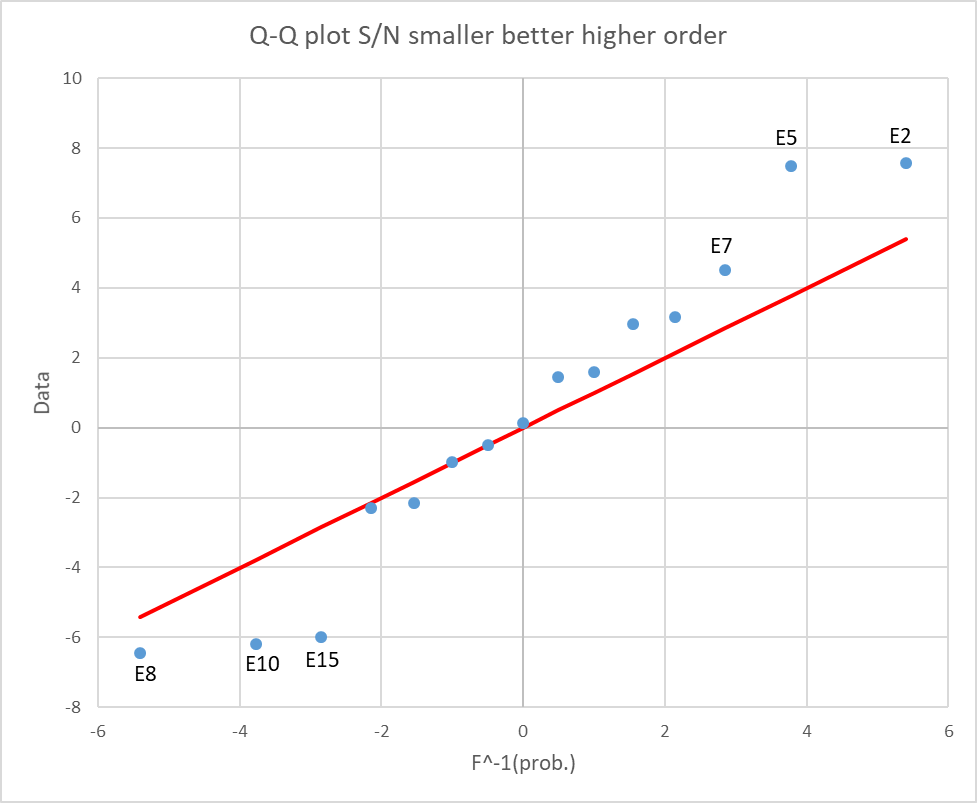 Q-Q plot S/N smaller better higher order
10
8
6
4
2
0
-2
-4
-6
-8
Data
E5
E2
E7
E8
E10
E15
-6
-4
-2
0
2
4
6
F^-1(prob.)